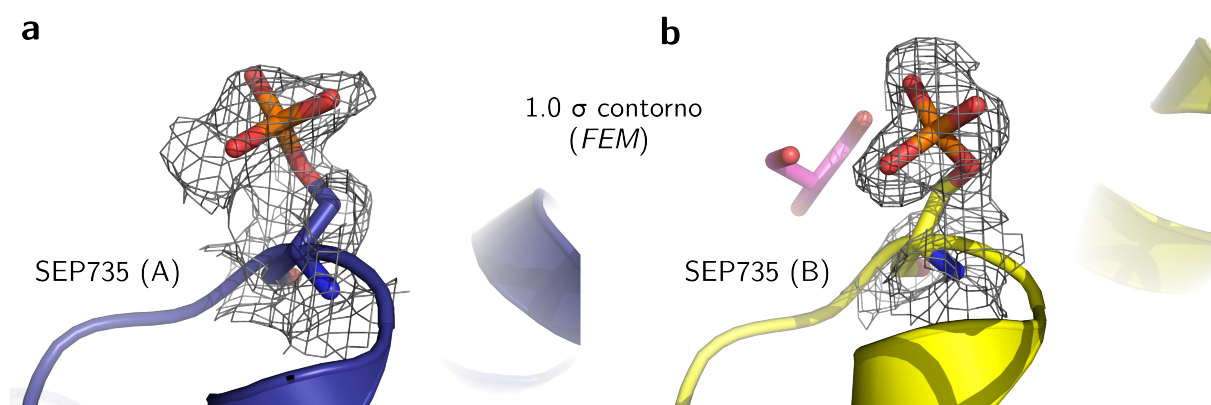 a
b
1.0 σ contorno
(FEM)
SEP735 (A)
SEP735 (B)